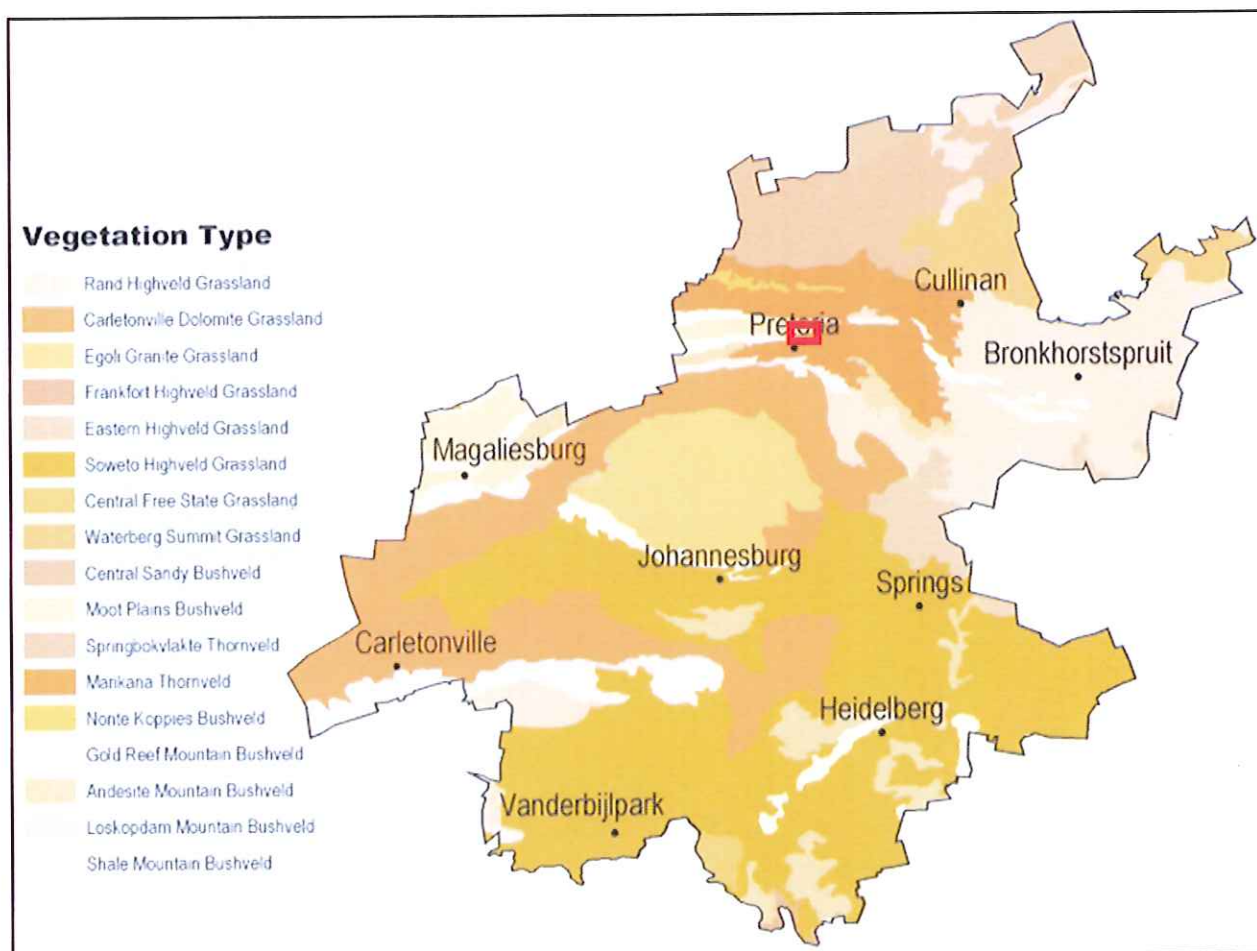 Vegetation Type
Rand Highveld Grassland
Carletonville Dolomite Grassland
Egoli Granite Grassland
Frankfort Highveld Grassland
Eastern Highveld Grassland
Soweto Highveld Grassland
Central Free State Grassland
Waterberg Summit Grassland
Central Sandy Bushveld
Moot Plains Bushveld
Springbokvlakte Thornveld
Marikana Thornveld
Norite Koppies Bushveld
Gold Reef Mountain Bushveld
Andesite Mountain Bushveld
Loskopdam Mountain Bushveld
Shale Mountain Bushveld
Cullinan
Pretoria
Bronkhorstspruit
Magaliesburg
Johannesburg
Springs
Carletonville
Heidelberg
Vanderbijlpark